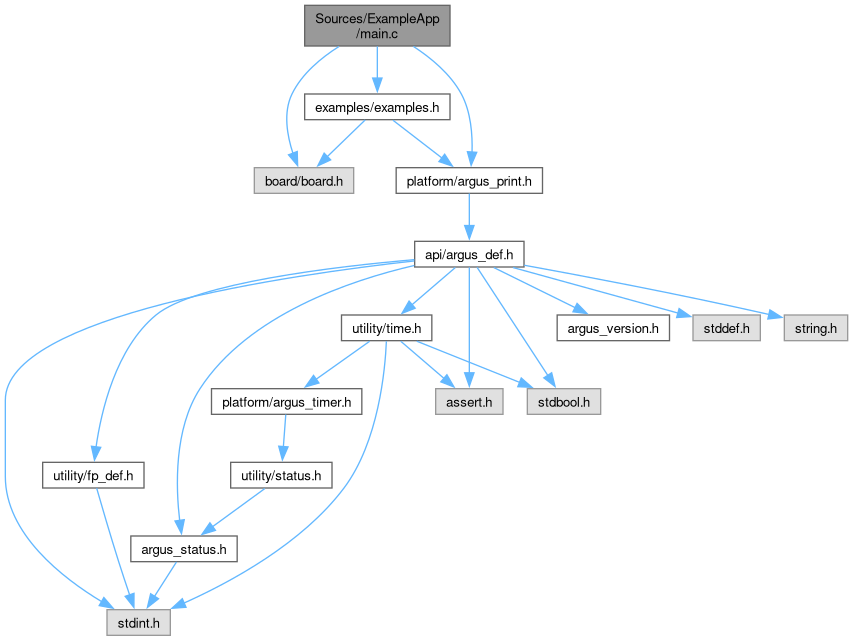 Sources/ExampleApp
/main.c
examples/examples.h
board/board.h
platform/argus_print.h
api/argus_def.h
utility/time.h
argus_version.h
stddef.h
string.h
platform/argus_timer.h
assert.h
stdbool.h
utility/fp_def.h
utility/status.h
argus_status.h
stdint.h